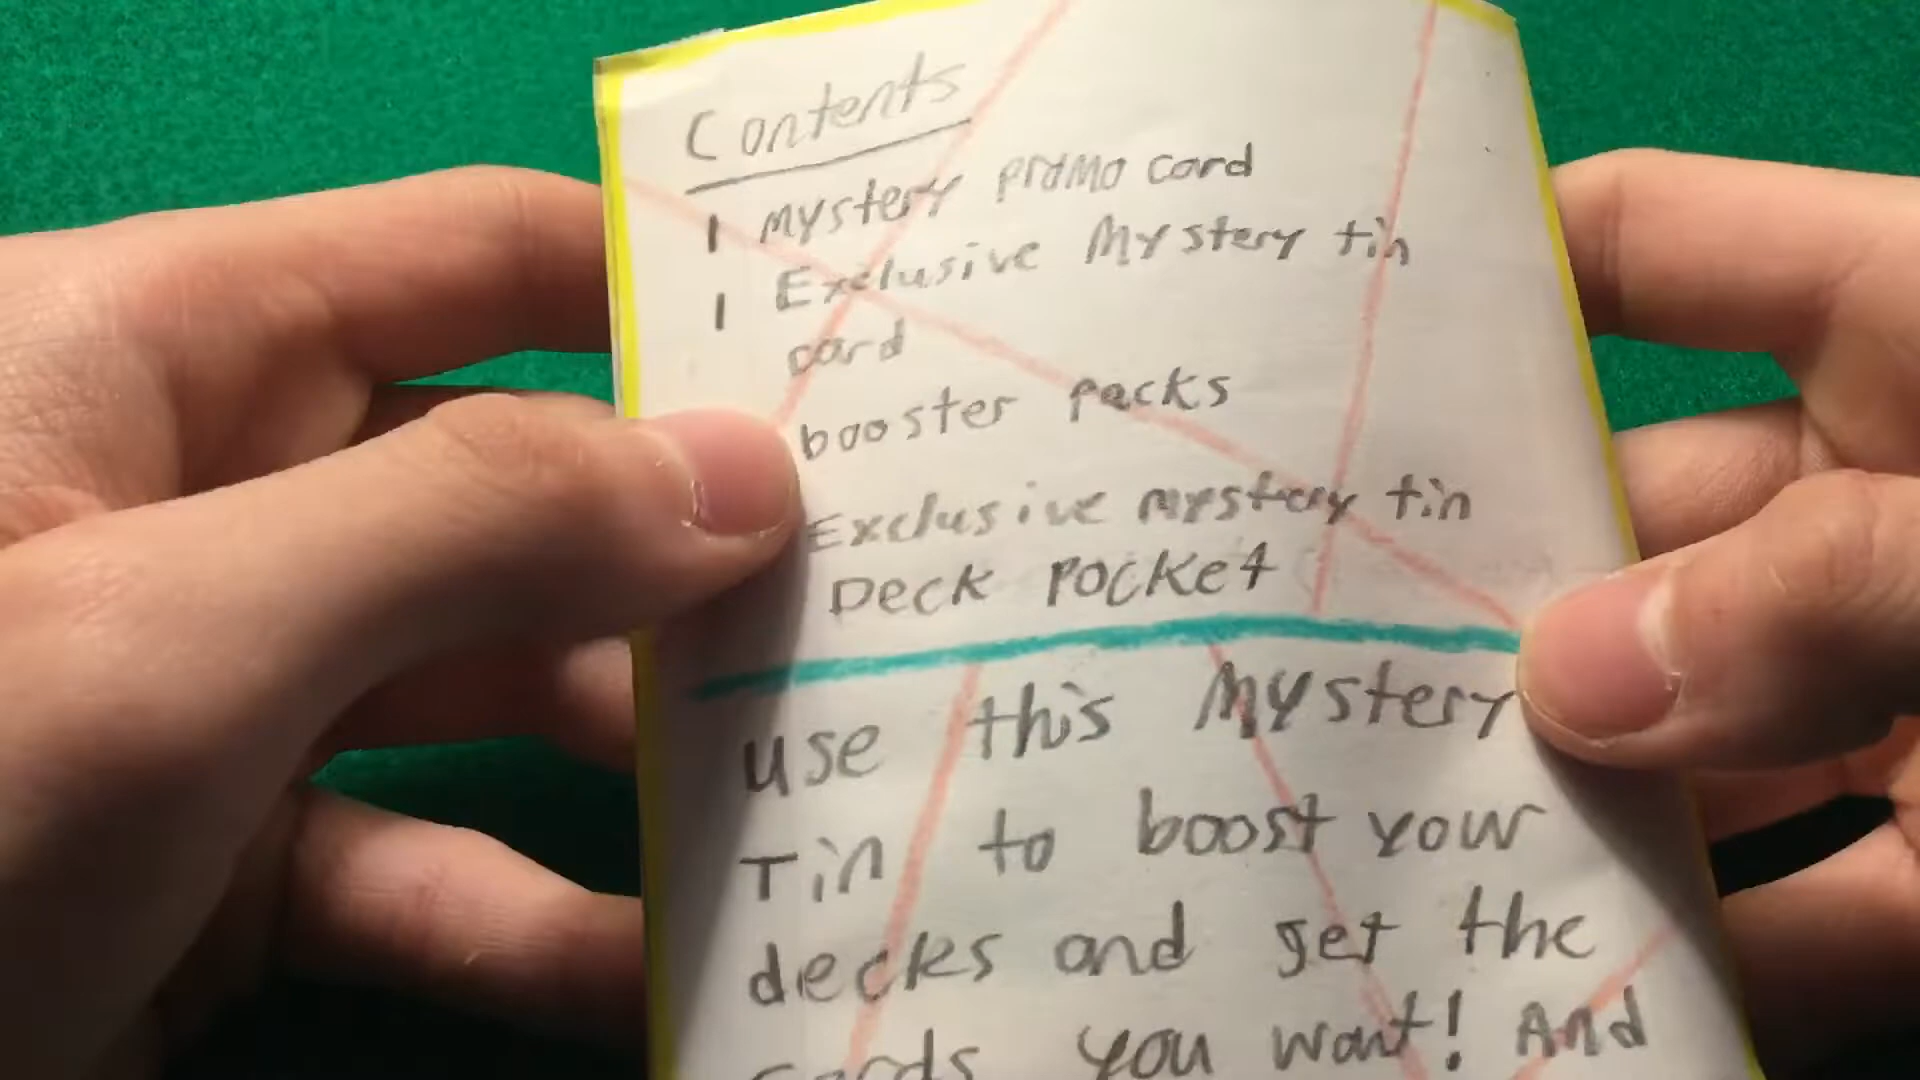 Contents
1 mystery promo card
1 Exclusive Mystery tin
card
booster packs
Exclusive mystery tin
Deck Pocket
use this Mystery
Tin to boost your
decks and get the
cards you want! And